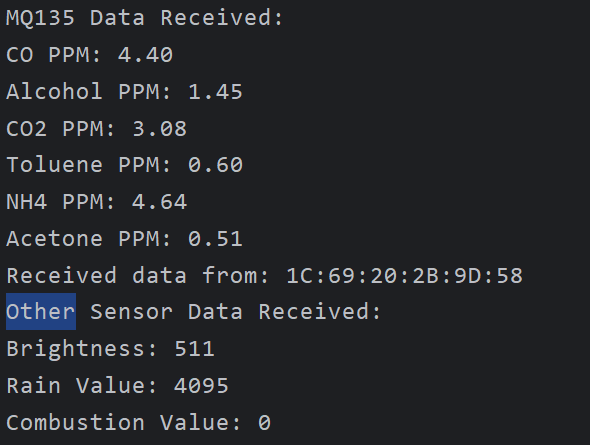 MQ135 Data Received:
CO PPM: 4.40
Alcohol PPM: 1.45
CO2 PPM: 3.08
Toluene PPM: 0.60
NH4 PPM: 4.64
Acetone PPM: 0.51
Received data from: 1C:69:20:2B:9D:58
Other Sensor Data Received:
Brightness: 511
Rain Value: 4095
Combustion Value: 0